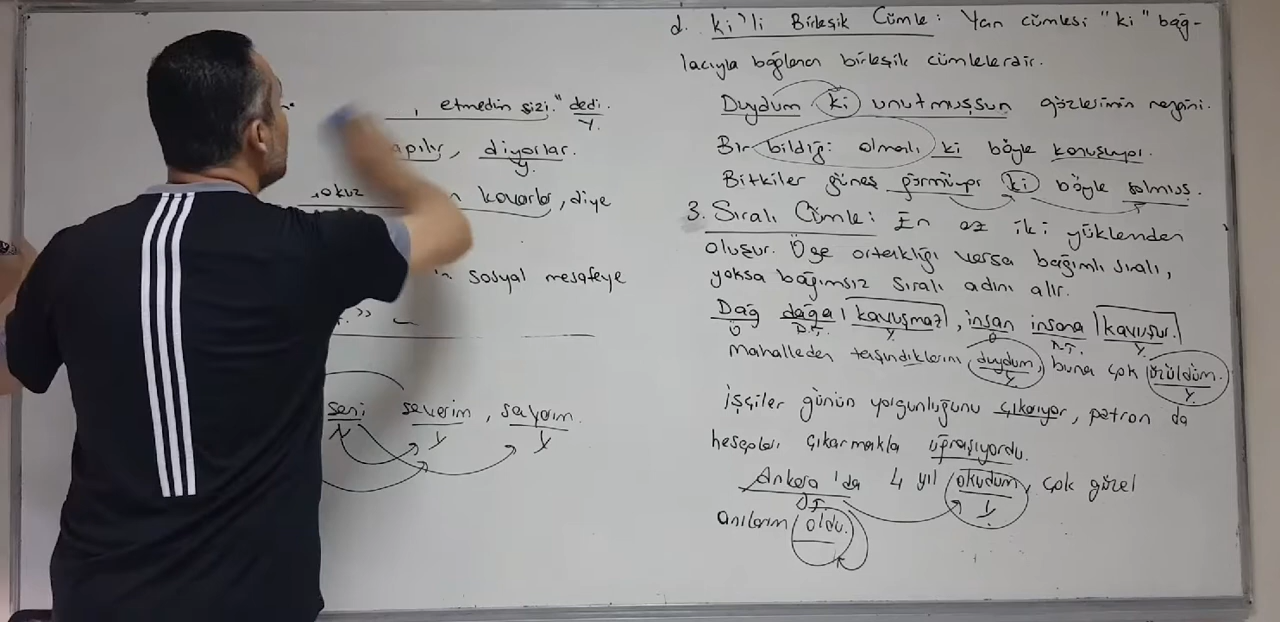 , etmedin sizi." dedi.
Y.
apılır, diyorlar.
Y.
kovarlar, diye
sosyal mesafeye
seni severim, sayarım.
N Y Y
d. Ki'li Birleşik Cümle: Yan cümlesi "ki" bağ-
lacıyla bağlanan birleşik cümlelerdir.
Duydum ki unutmuşsun gözlerimin rengini.
Bir bildiği olmalı ki böyle konuşuyor.
Bitkiler güneş görmüyor ki böyle solmuş.
3. Sıralı Cümle: En az iki yüklemden
oluşur. Öge ortaklığı varsa bağımlı sıralı,
yoksa bağımsız sıralı adını alır.
Dağ dağa kavuşmaz, insan insana kavuşur.
Ö D.T. Y. Ö D.T. Y.
Mahalleden taşındıklarını duydum, buna çok üzüldüm.
Y Y.
İşçiler günün yorgunluğunu çıkarıyor, patron da
hesapları çıkarmakla uğraşıyordu.
Ankara'da 4 yıl okudum, çok güzel
DT Y
anılarım oldu.